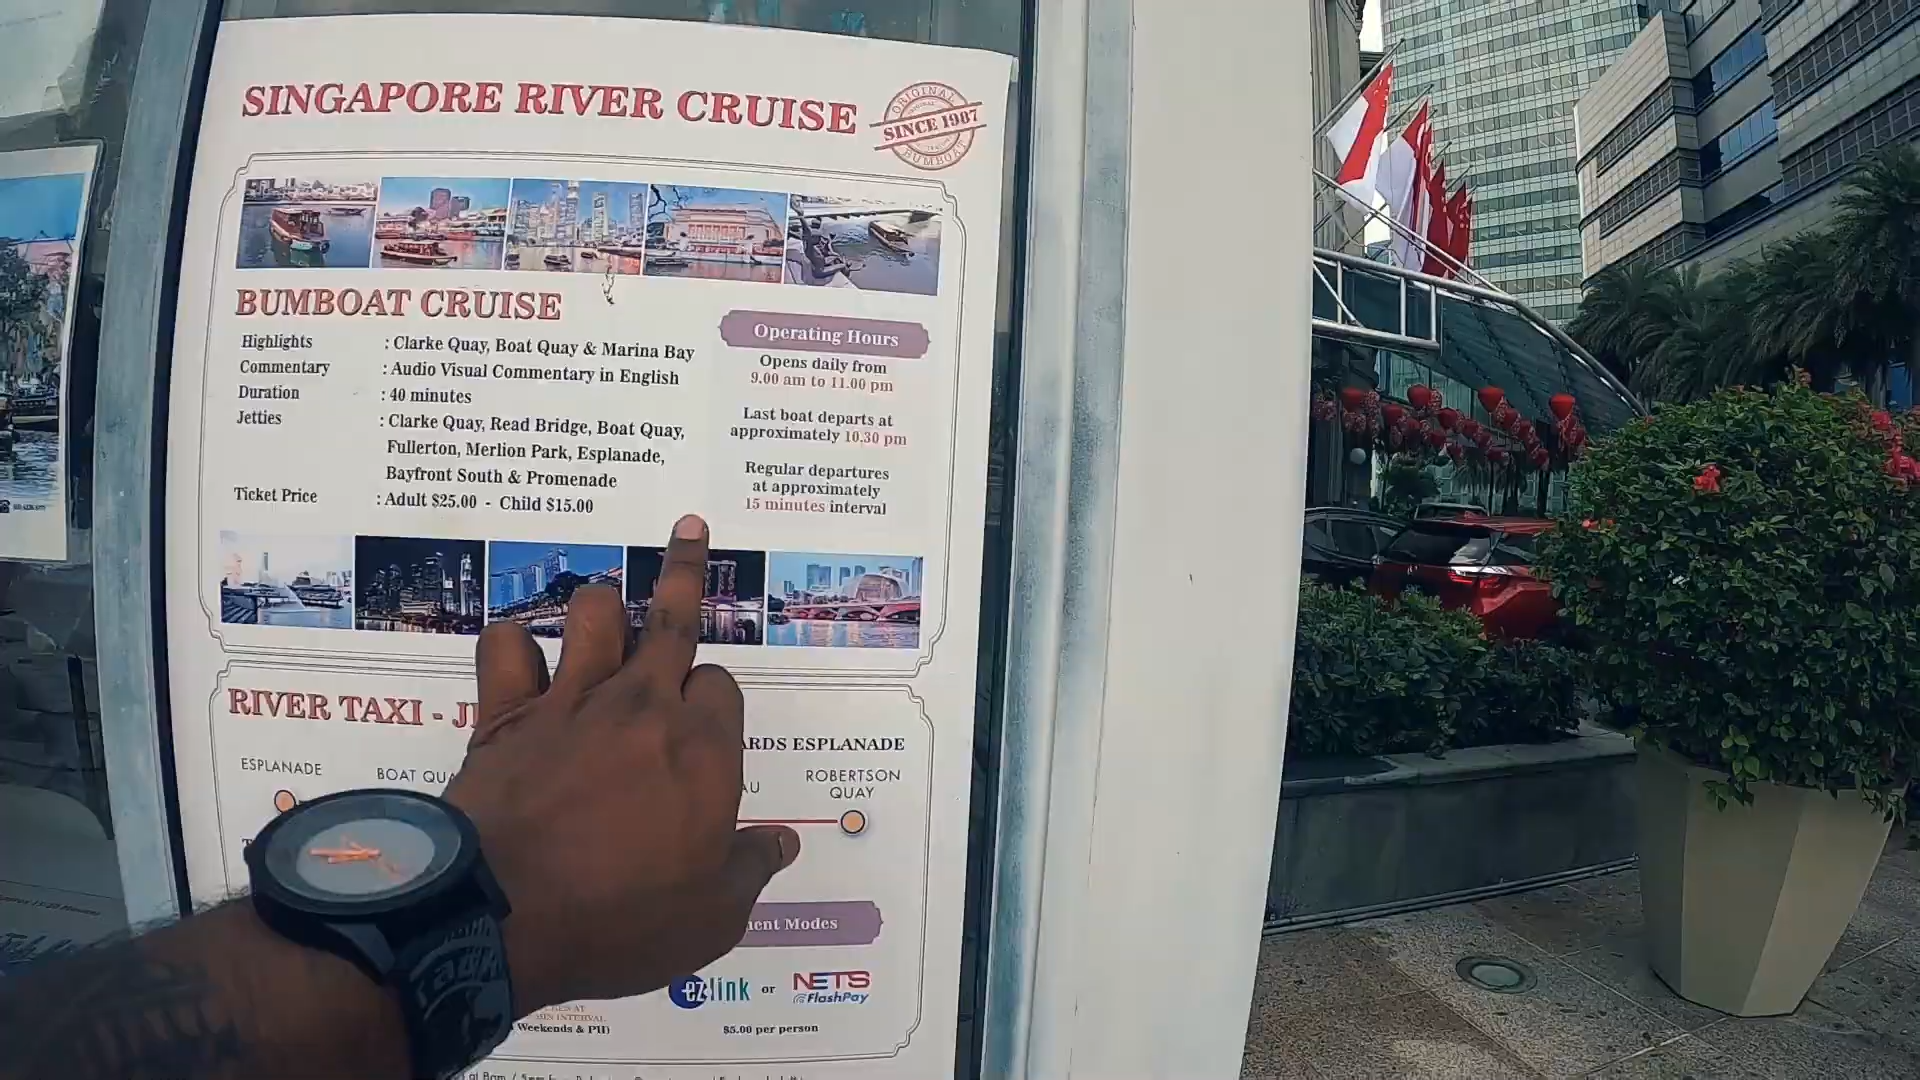 SINGAPORE RIVER CRUISE
ORIGINAL
SINCE 1987
BUMBOAT
BUMBOAT CRUISE
Highlights : Clarke Quay, Boat Quay & Marina Bay
Commentary : Audio Visual Commentary in English
Duration : 40 minutes
Jetties : Clarke Quay, Read Bridge, Boat Quay,
Fullerton, Merlion Park, Esplanade,
Bayfront South & Promenade
Ticket Price : Adult $25.00 - Child $15.00
Operating Hours
Opens daily from
9.00 am to 11.00 pm
Last boat departs at
approximately 10.30 pm
Regular departures
at approximately
15 minutes interval
RIVER TAXI - J
ARDS ESPLANADE
ESPLANADE
BOAT QUA
AU
ROBERTSON
QUAY
ent Modes
ez link or NETS
FlashPay
INTERVAL
Weekends & PH)
$5.00 per person